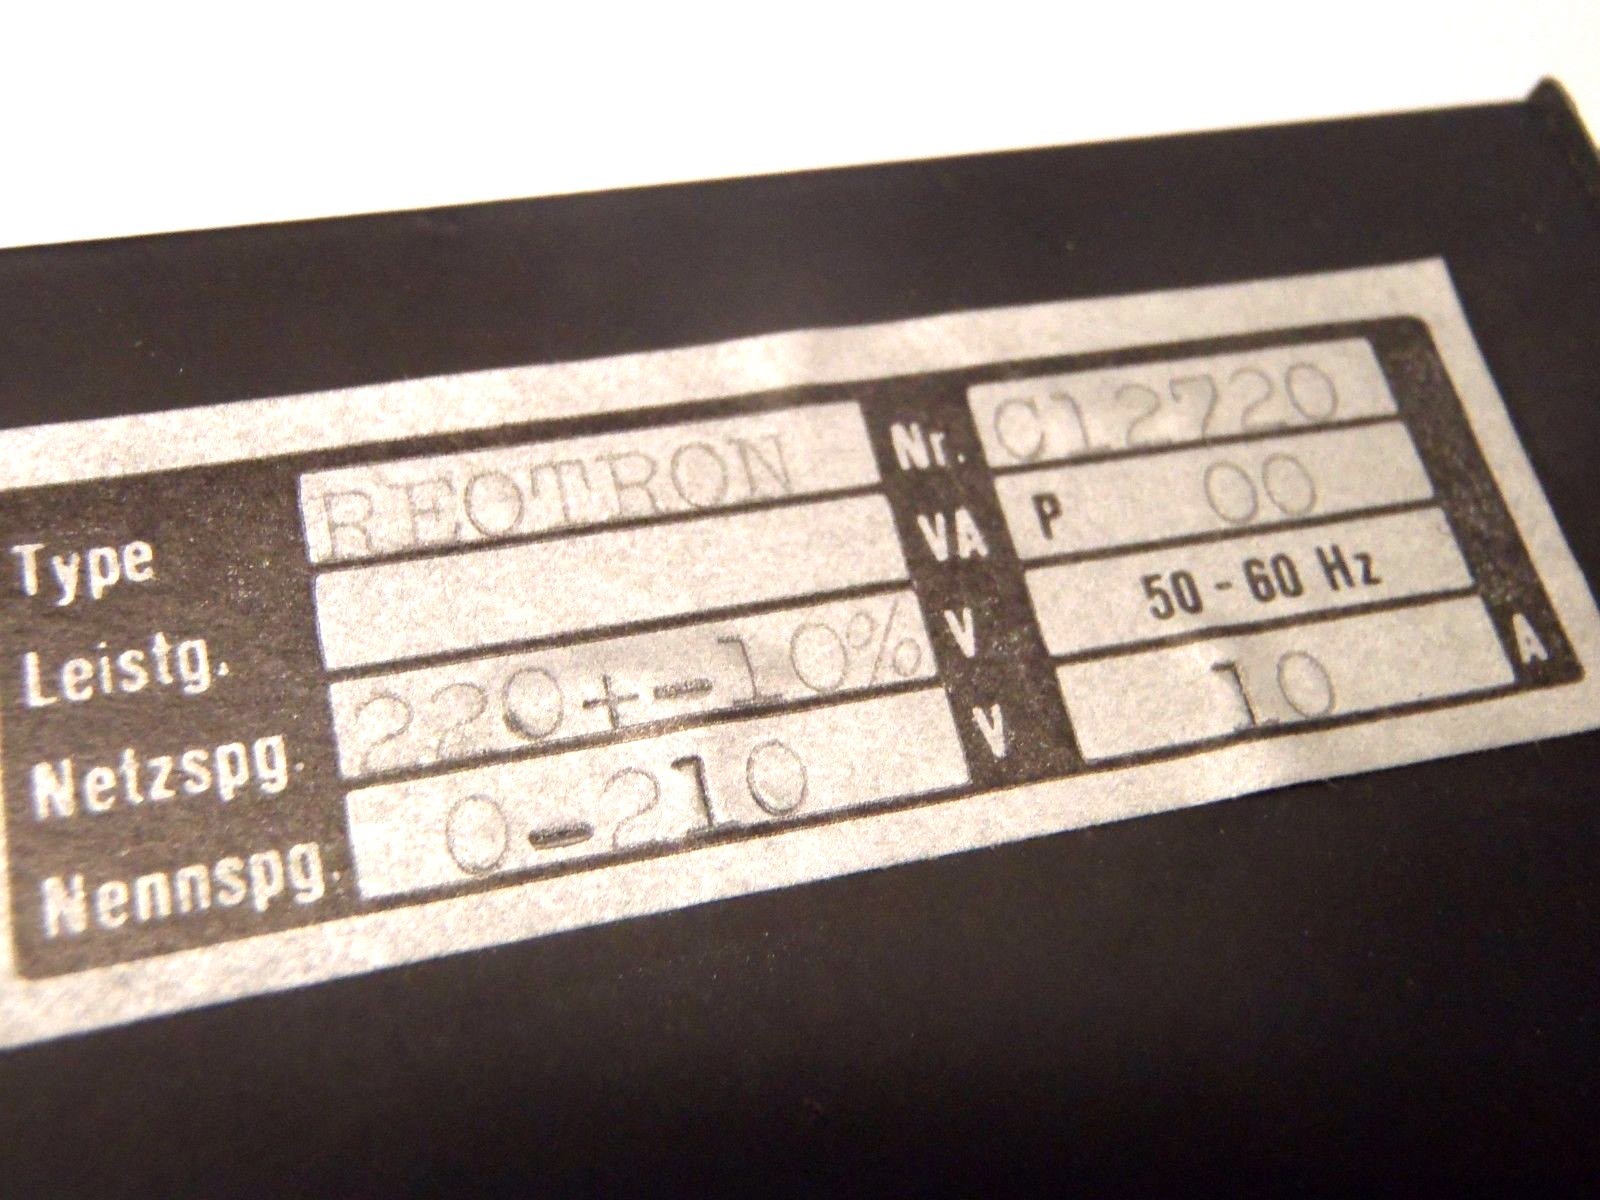 Type REOTRON Nr. C12720
Leistg. VA P 00
Netzspg. 220+-10% V 50 - 60 Hz
Nennspg. 0-210 V 10 A